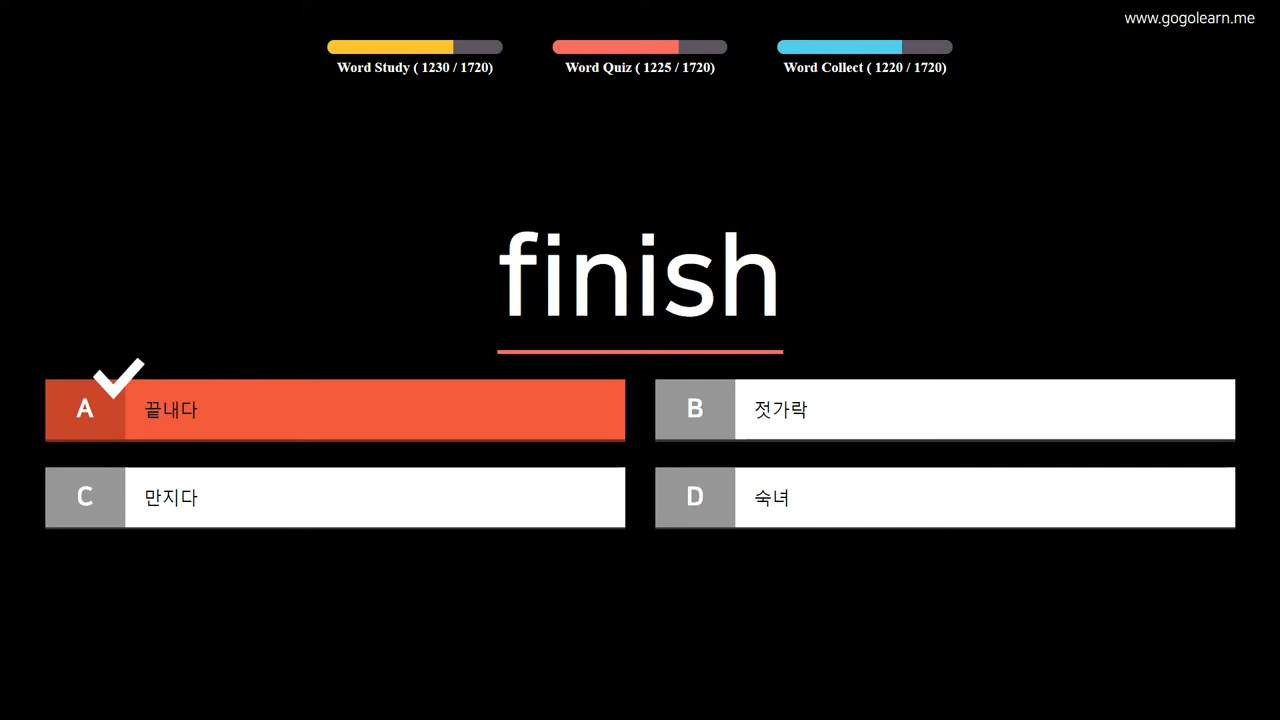 www.gogolearn.me
Word Study ( 1230 / 1720)
Word Quiz ( 1225 / 1720)
Word Collect ( 1220 / 1720)
finish
A 끝내다
B 젓가락
C 만지다
D 숙녀